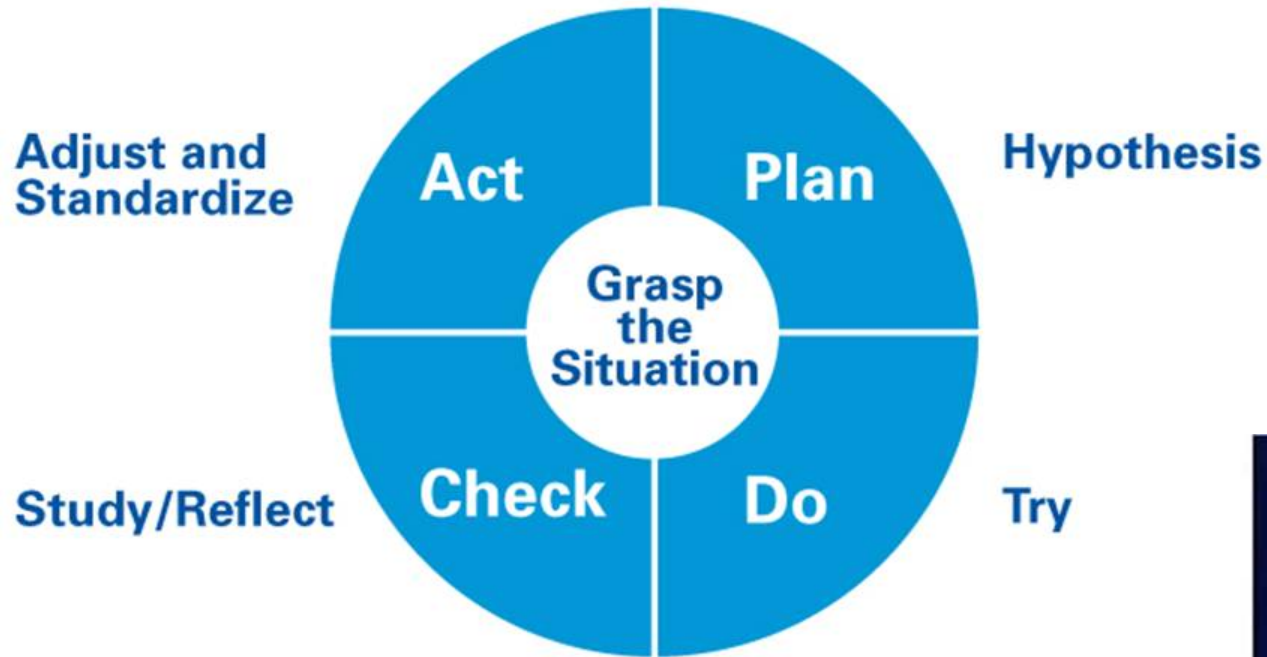 Adjust and
Standardize
Act
Plan
Hypothesis
Grasp
the
Situation
Study/Reflect
Check
Do
Try